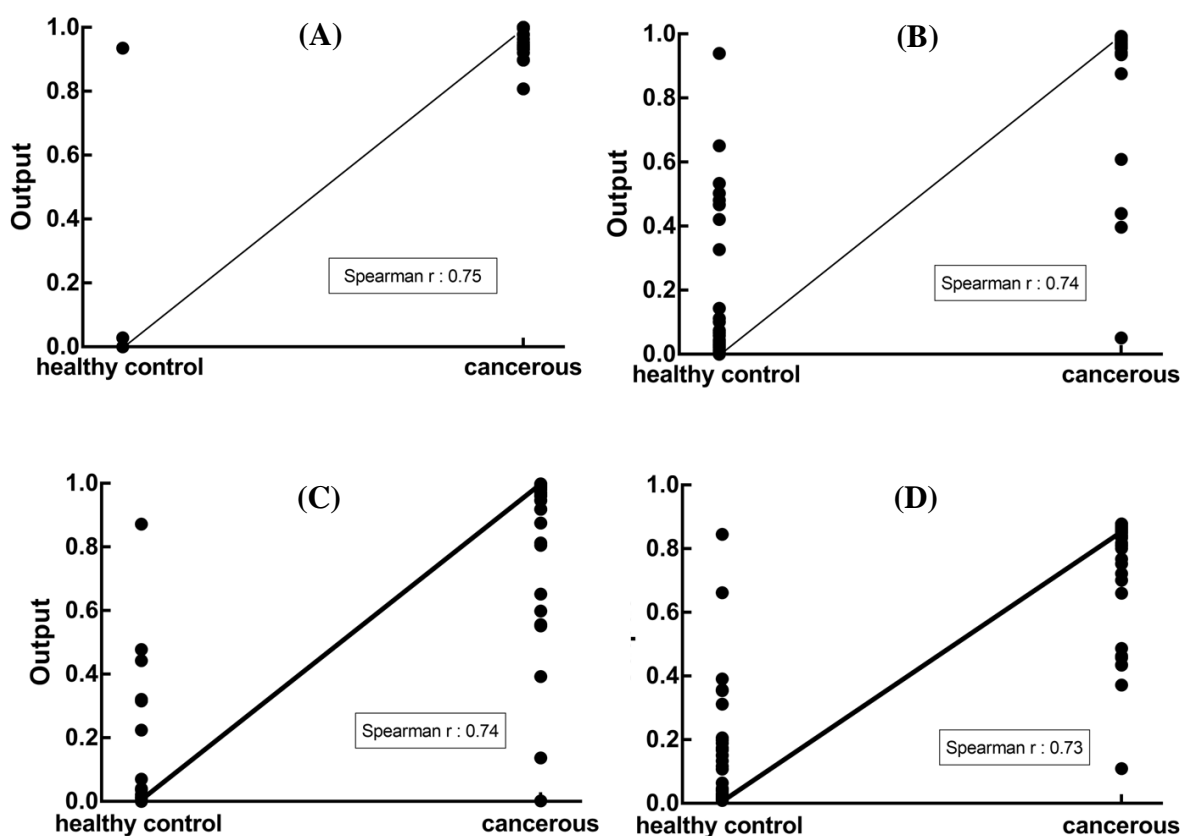 (A)
1.0
0.8
0.6
0.4
0.2
0.0
Output
Spearman r : 0.75
healthy control
cancerous
(B)
1.0
0.8
0.6
0.4
0.2
0.0
Output
Spearman r : 0.74
healthy control
cancerous
(C)
1.0
0.8
0.6
0.4
0.2
0.0
Output
Spearman r : 0.74
healthy control
cancerous
(D)
1.0
0.8
0.6
0.4
0.2
0.0
Spearman r : 0.73
healthy control
cancerous